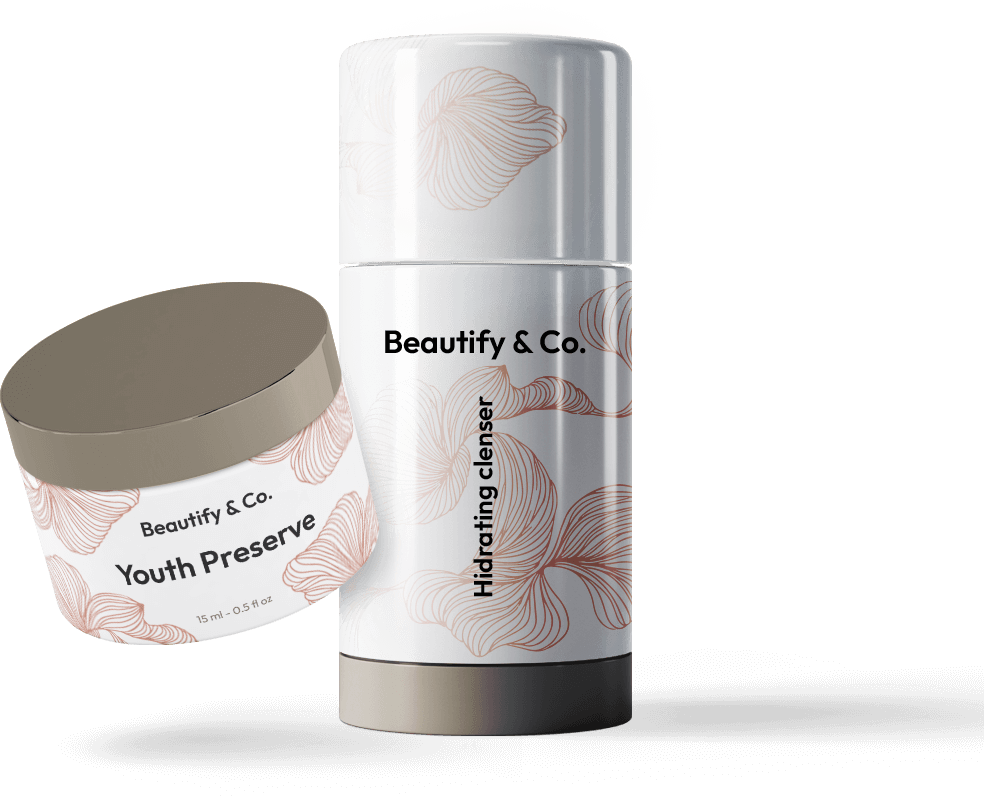 Beautify & Co.
Hidrating clenser
Beautify & Co.
Youth Preserve
15 ml - 0.5 fl oz